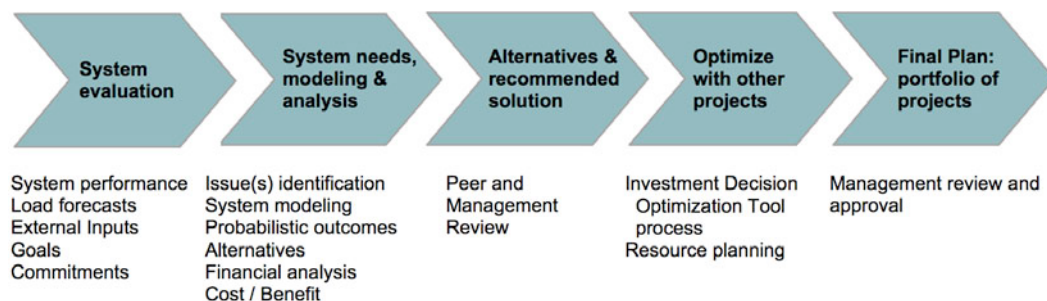 System
evaluation
System needs,
modeling &
analysis
Alternatives &
recommended
solution
Optimize
with other
projects
Final Plan:
portfolio of
projects
System performance
Load forecasts
External Inputs
Goals
Commitments
Issue(s) identification
System modeling
Probabilistic outcomes
Alternatives
Financial analysis
Cost / Benefit
Peer and
Management
Review
Investment Decision
Optimization Tool
process
Resource planning
Management review and
approval